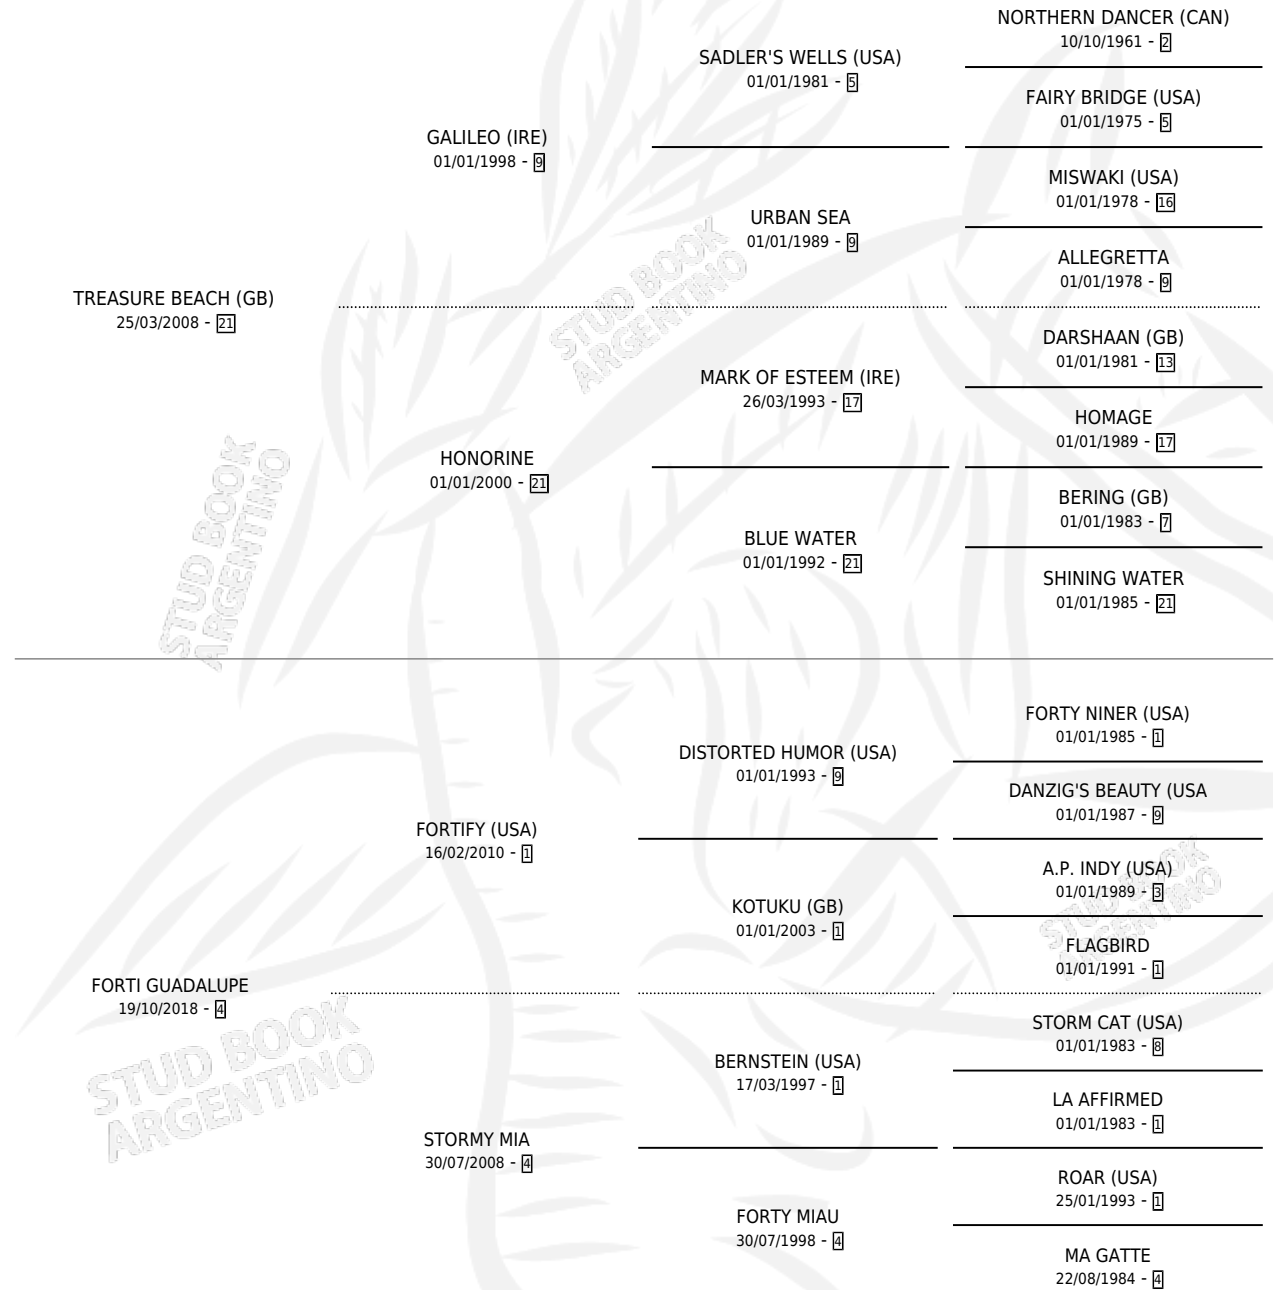 NORTHERN DANCER (CAN)
10/10/1961 - 2
SADLER'S WELLS (USA)
01/01/1981 - 5
FAIRY BRIDGE (USA)
01/01/1975 - 5
GALILEO (IRE)
01/01/1998 - 9
MISWAKI (USA)
01/01/1978 - 16
URBAN SEA
01/01/1989 - 9
ALLEGRETTA
01/01/1978 - 9
TREASURE BEACH (GB)
25/03/2008 - 21
DARSHAAN (GB)
01/01/1981 - 13
MARK OF ESTEEM (IRE)
26/03/1993 - 17
HOMAGE
01/01/1989 - 17
HONORINE
01/01/2000 - 21
BERING (GB)
01/01/1983 - 7
BLUE WATER
01/01/1992 - 21
SHINING WATER
01/01/1985 - 21
FORTY NINER (USA)
01/01/1985 - 1
DISTORTED HUMOR (USA)
01/01/1993 - 9
DANZIG'S BEAUTY (USA
01/01/1987 - 9
FORTIFY (USA)
16/02/2010 - 1
A.P. INDY (USA)
01/01/1989 - 3
KOTUKU (GB)
01/01/2003 - 1
FLAGBIRD
01/01/1991 - 1
FORTI GUADALUPE
19/10/2018 - 4
STORM CAT (USA)
01/01/1983 - 8
BERNSTEIN (USA)
17/03/1997 - 1
LA AFFIRMED
01/01/1983 - 1
STORMY MIA
30/07/2008 - 4
ROAR (USA)
25/01/1993 - 1
FORTY MIAU
30/07/1998 - 4
MA GATTE
22/08/1984 - 4
STUD BOOK
ARGENTINO
STUD BOOK
ARGENTINO
STUD BOOK
ARGENTINO
STUD BOOK
ARGENTINO